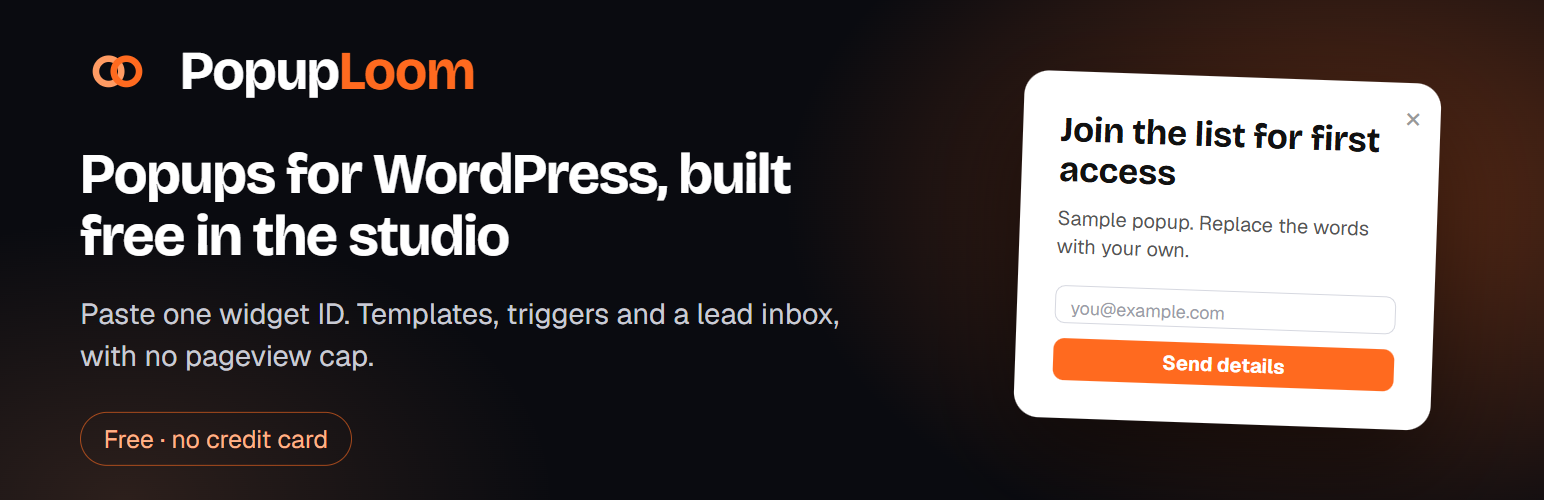 PopupLoom
Popups for WordPress, built
free in the studio
Paste one widget ID. Templates, triggers and a lead inbox,
with no pageview cap.
Free · no credit card
×
Join the list for first
access
Sample popup. Replace the words
with your own.
you@example.com
Send details